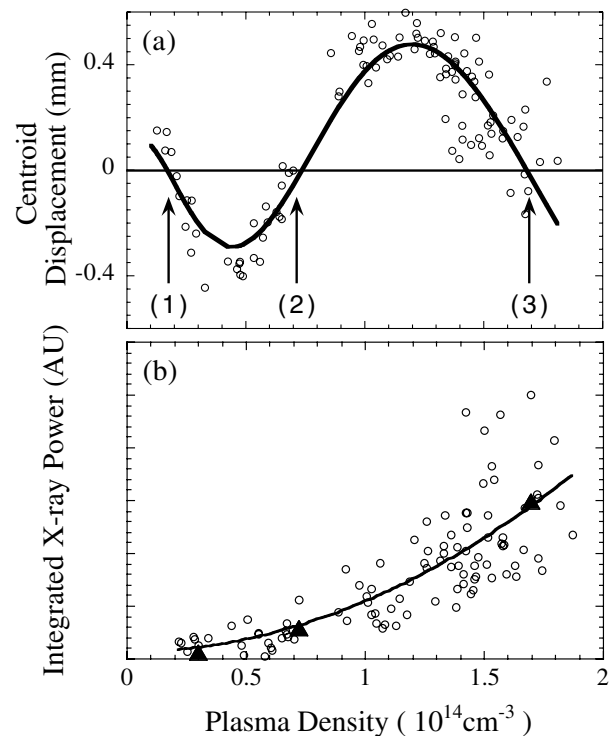 (a)
Centroid
Displacement (mm)
0.4
0
-0.4
(1)
(2)
(3)
(b)
Integrated X-ray Power (AU)
0
0.5
1
1.5
2
Plasma Density ( 10¹⁴cm⁻³ )